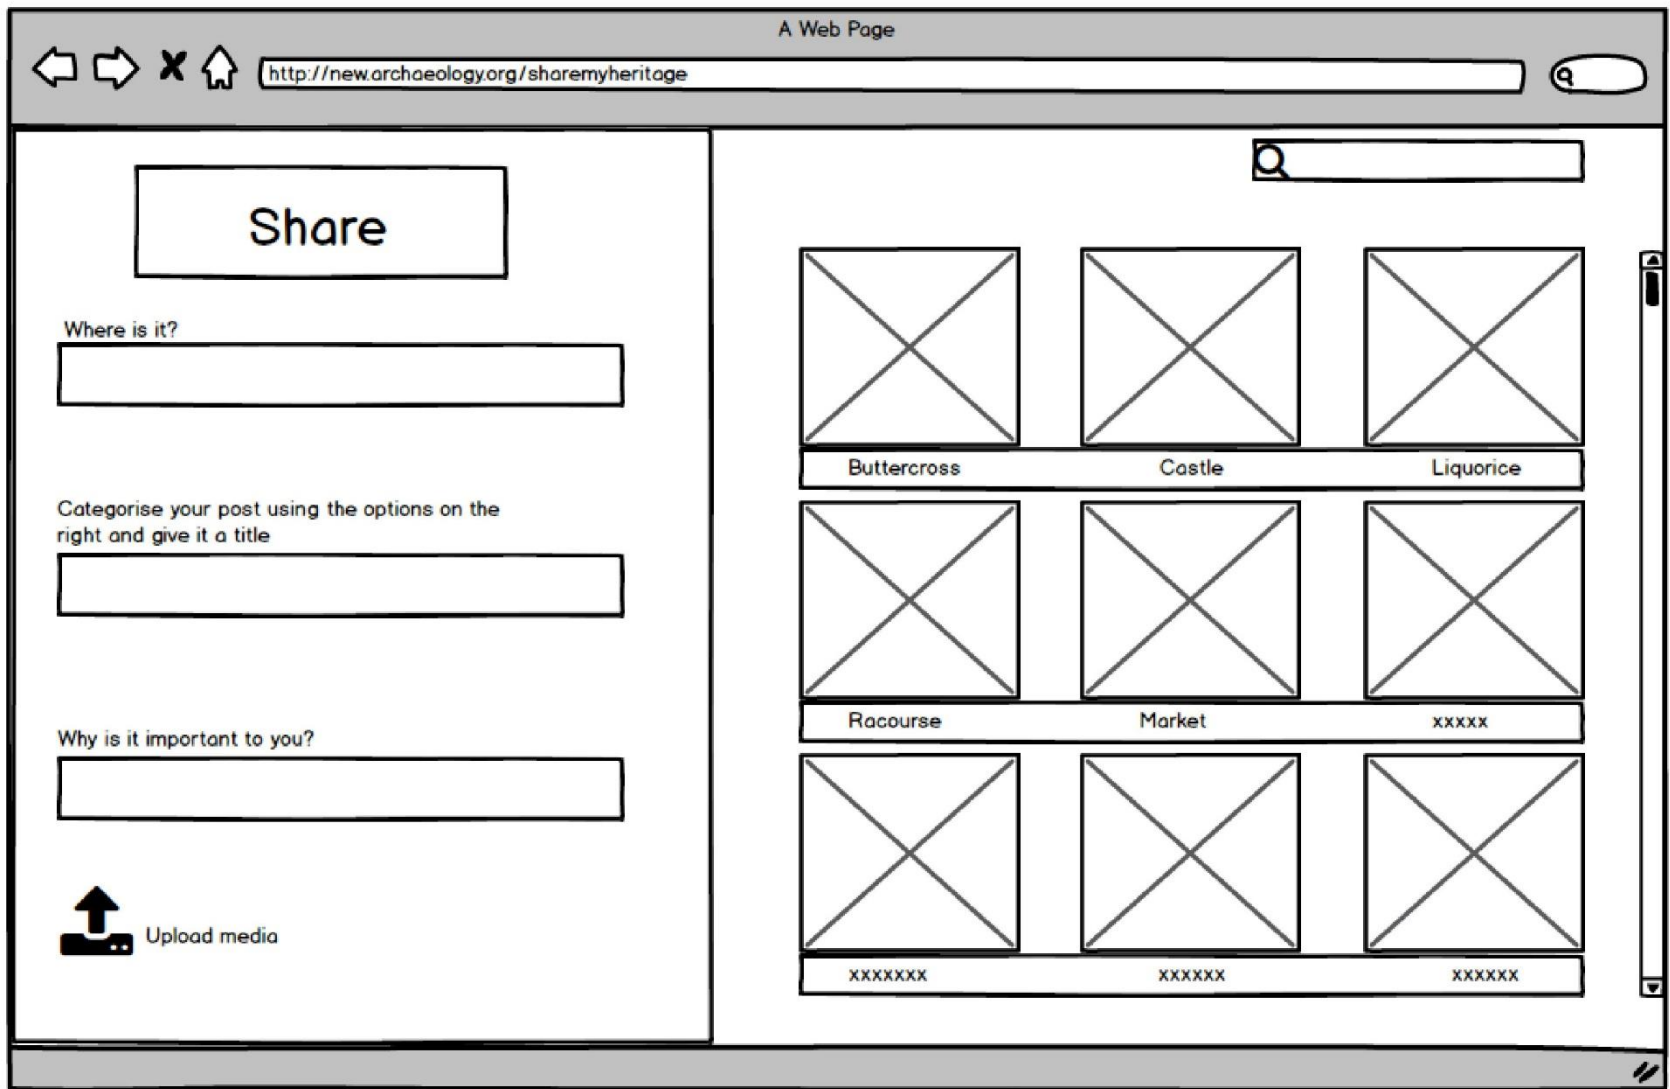 A Web Page
http://new.archaeology.org/sharemyheritage
Share
Where is it?
Categorise your post using the options on the
right and give it a title
Why is it important to you?
Upload media
Buttercross Castle Liquorice
Racourse Market xxxxx
xxxxxxx xxxxxx xxxxxx